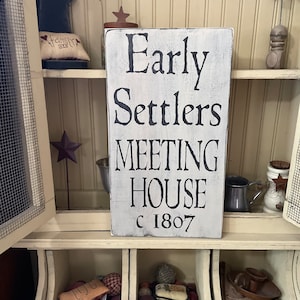 Early
Settlers
MEETING
HOUSE
c 1807